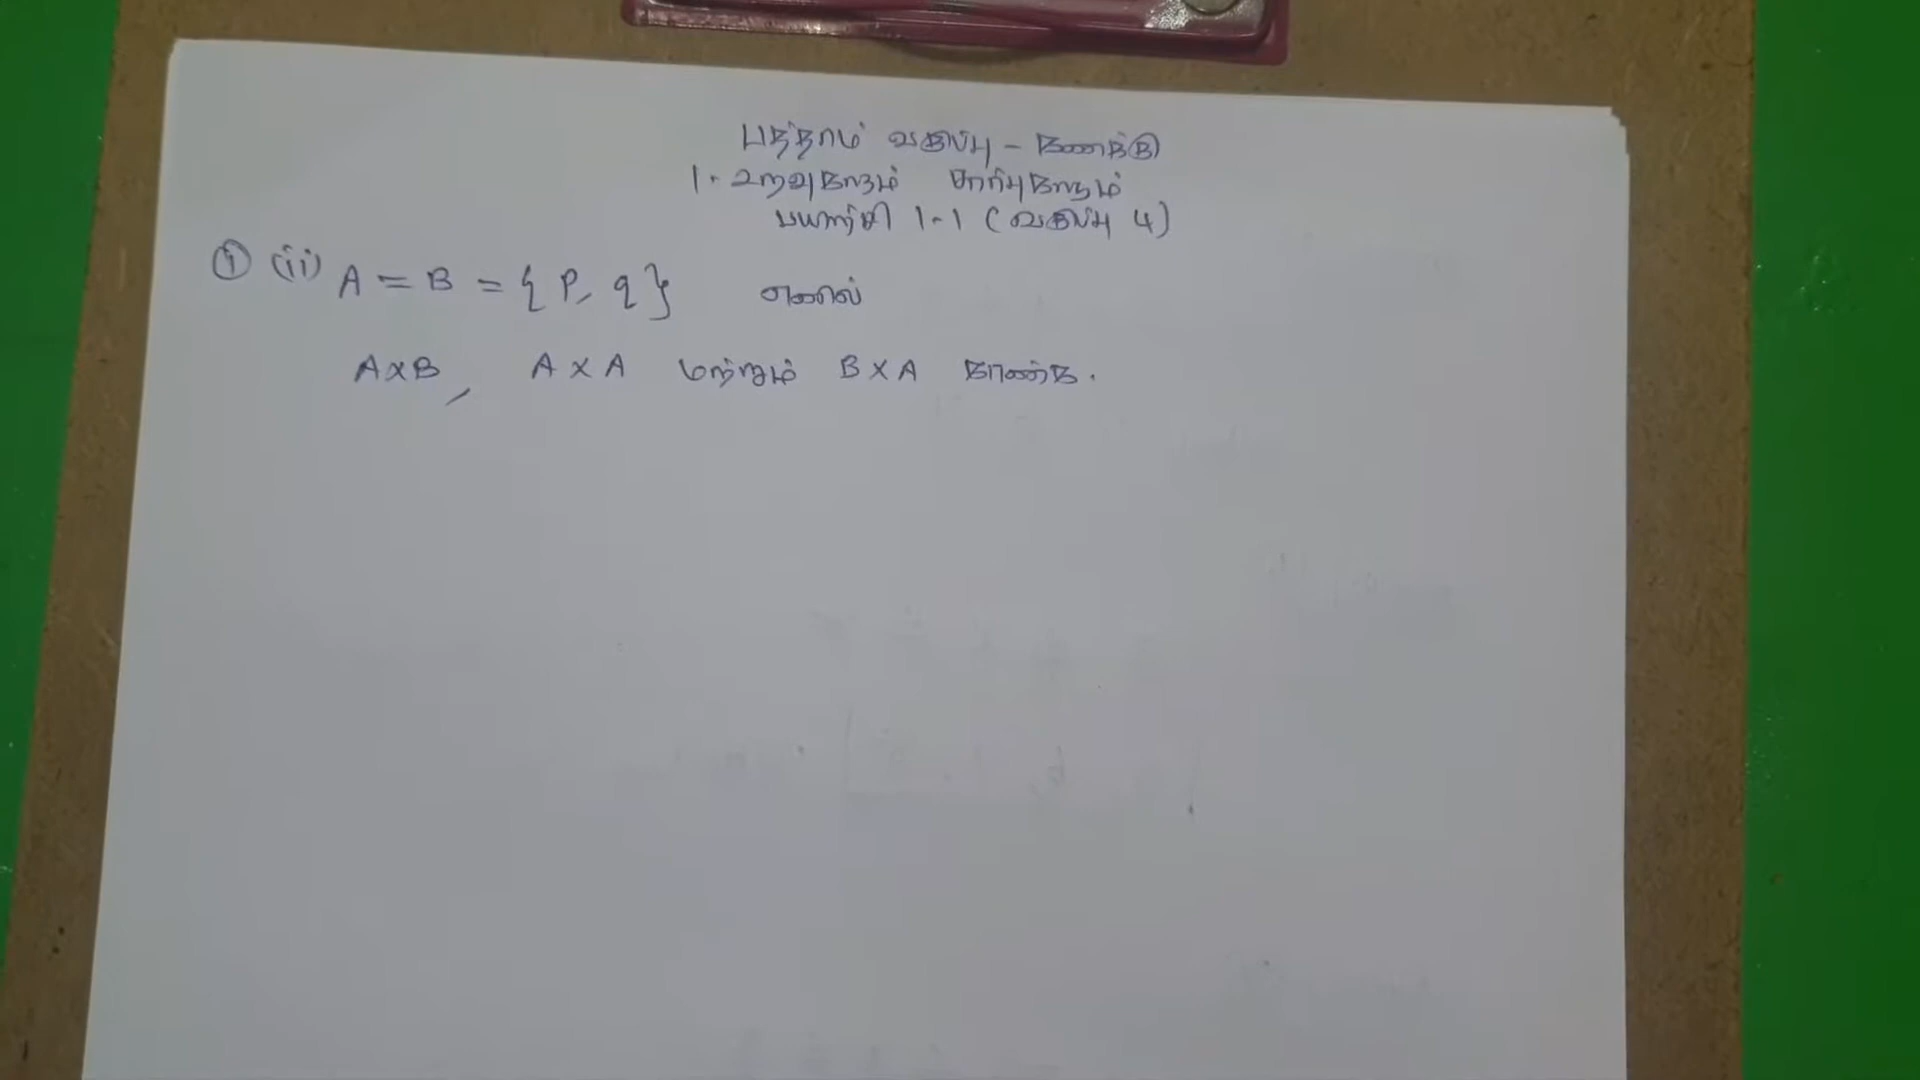 பத்தாம் வகுப்பு - கணக்கு
1. உறவுகளும் சார்புகளும்
பயிற்சி 1.1 (வகுப்பு 4)
① (ii) A = B = {P, q} எனில்
A×B, A×A மற்றும் B×A காண்க.